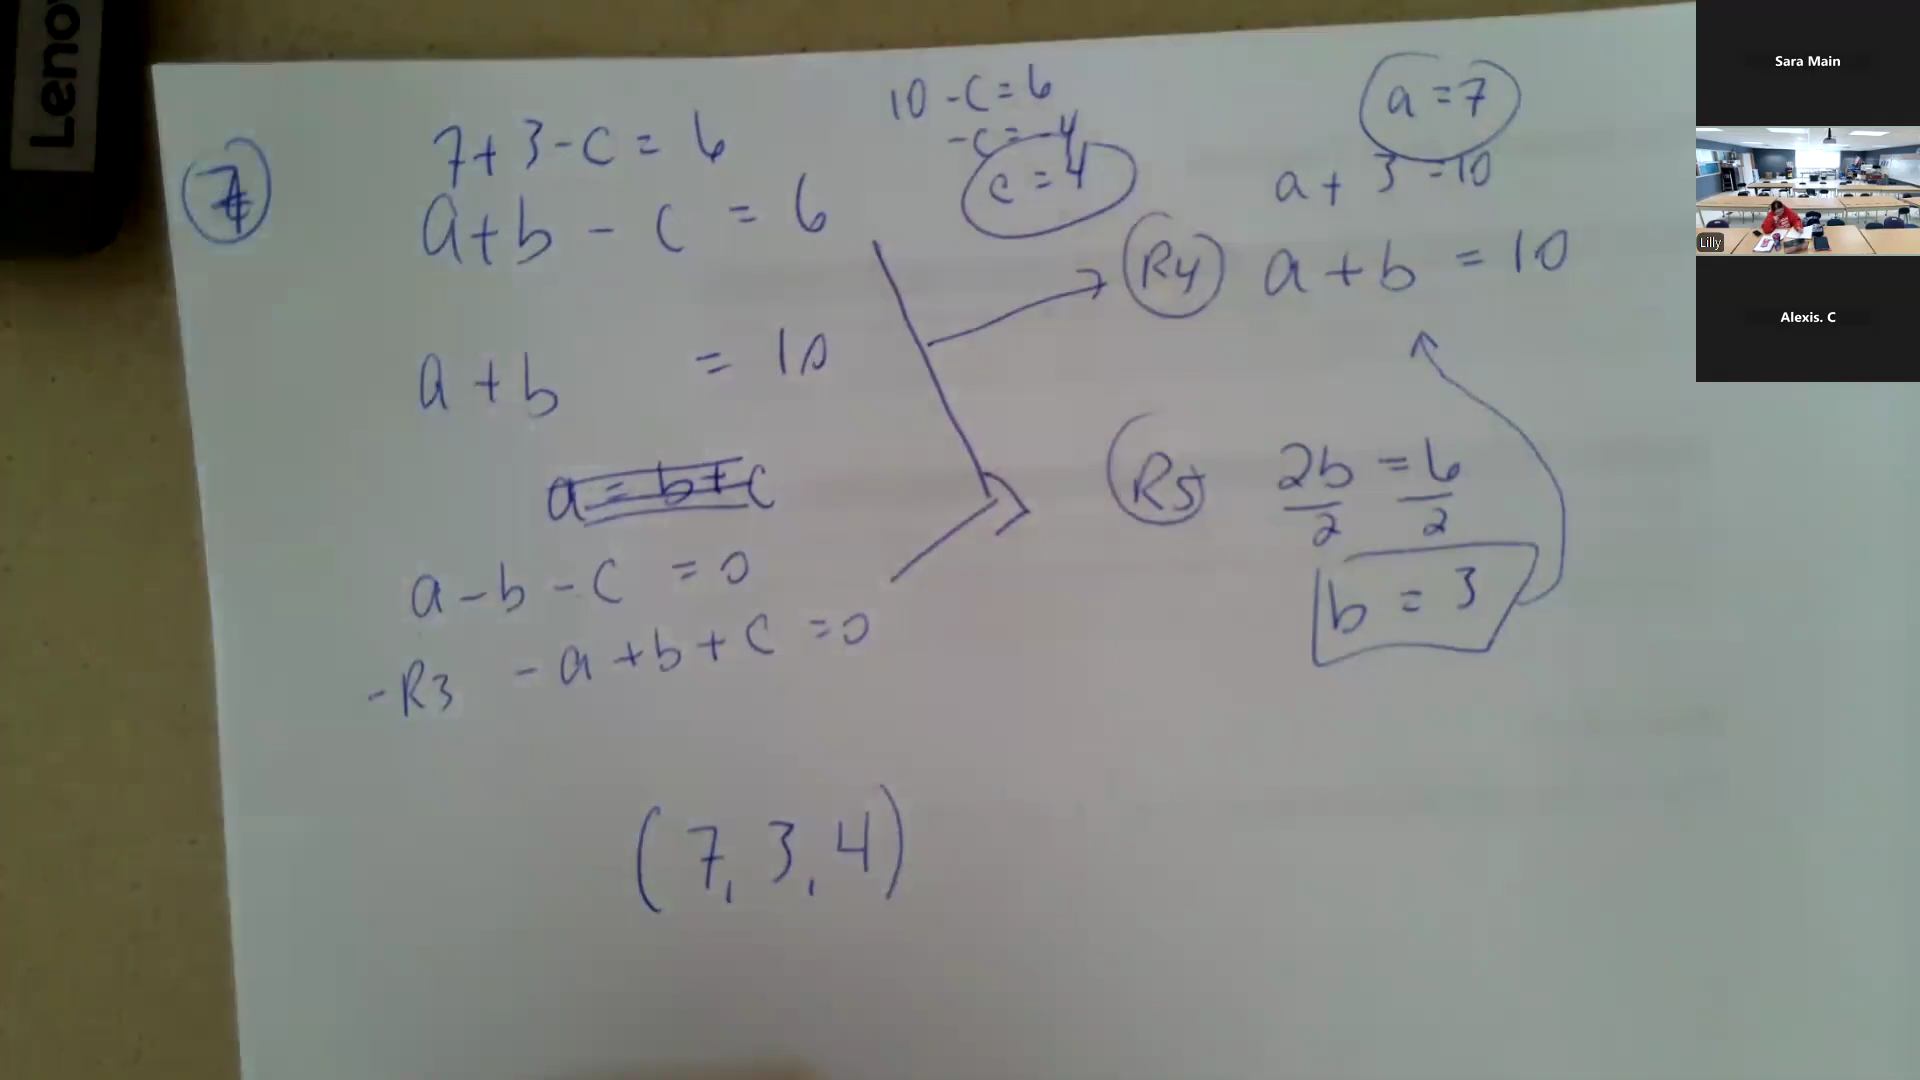 Leno
7
7+3-c=6
a+b-c=6
a+b=10
a=b+c
a-b-c=0
-R3 -a+b+c=0
(7,3,4)
10-c=6
-c=-4
c=4
a=7
a+3=10
R4 a+b=10
R5 2b=6
2 2
b=3
Sara Main
Lilly
Alexis. C